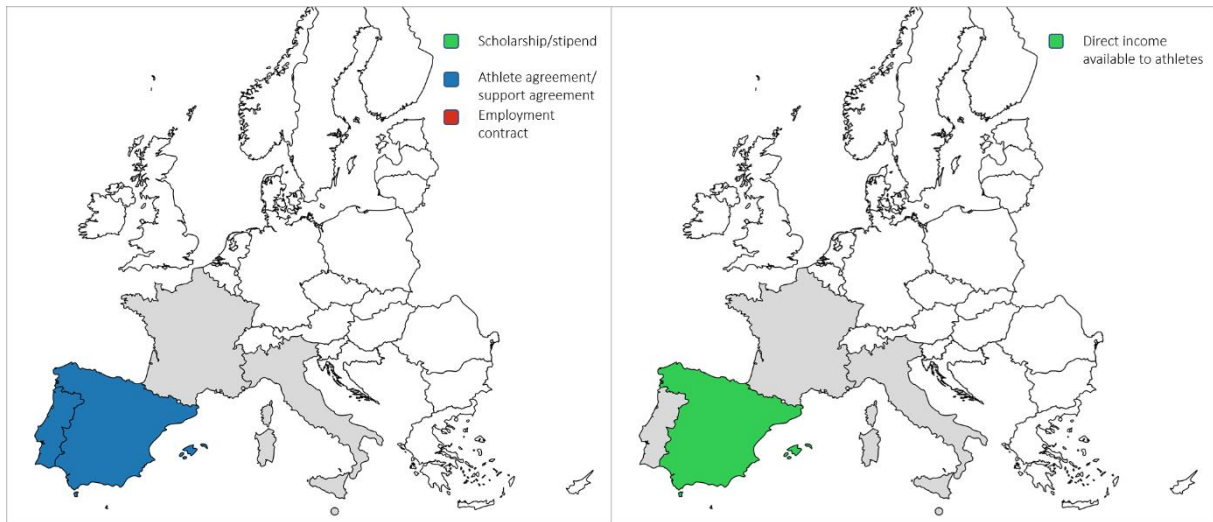 Scholarship/stipend
Athlete agreement/
support agreement
Employment
contract
Direct income
available to athletes